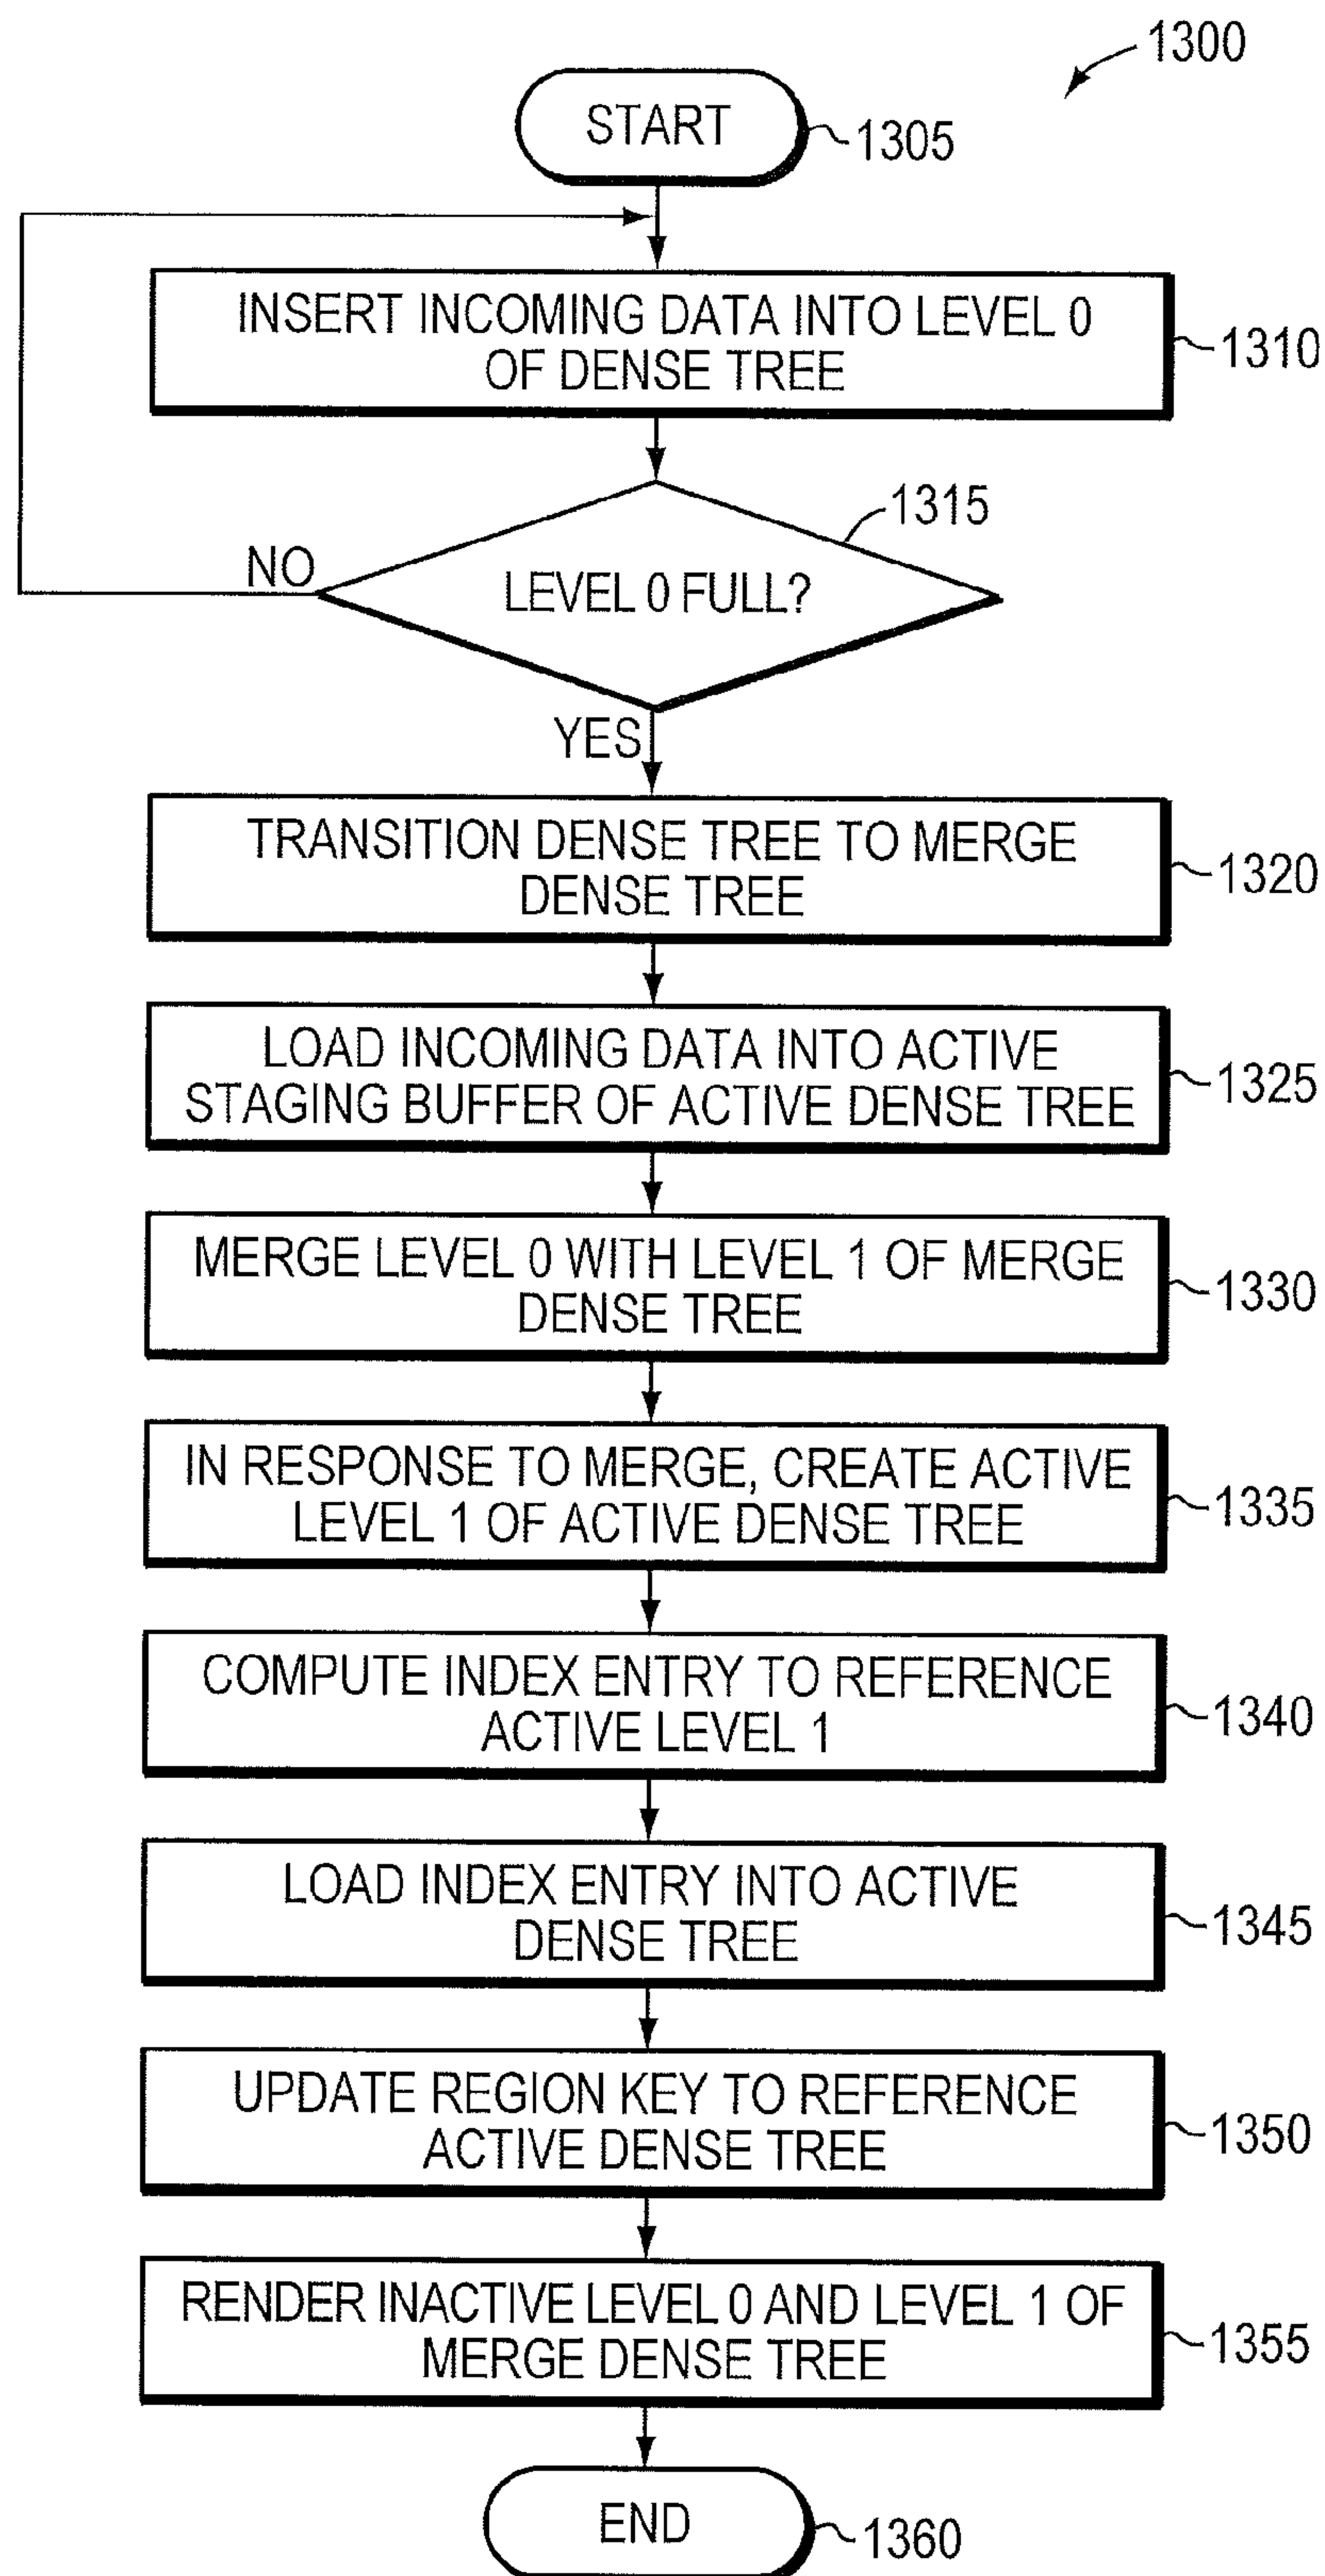 1300
START
1305
INSERT INCOMING DATA INTO LEVEL 0
OF DENSE TREE
1310
1315
LEVEL 0 FULL?
NO
YES
TRANSITION DENSE TREE TO MERGE
DENSE TREE
1320
LOAD INCOMING DATA INTO ACTIVE
STAGING BUFFER OF ACTIVE DENSE TREE
1325
MERGE LEVEL 0 WITH LEVEL 1 OF MERGE
DENSE TREE
1330
IN RESPONSE TO MERGE, CREATE ACTIVE
LEVEL 1 OF ACTIVE DENSE TREE
1335
COMPUTE INDEX ENTRY TO REFERENCE
ACTIVE LEVEL 1
1340
LOAD INDEX ENTRY INTO ACTIVE
DENSE TREE
1345
UPDATE REGION KEY TO REFERENCE
ACTIVE DENSE TREE
1350
RENDER INACTIVE LEVEL 0 AND LEVEL 1 OF
MERGE DENSE TREE
1355
END
1360